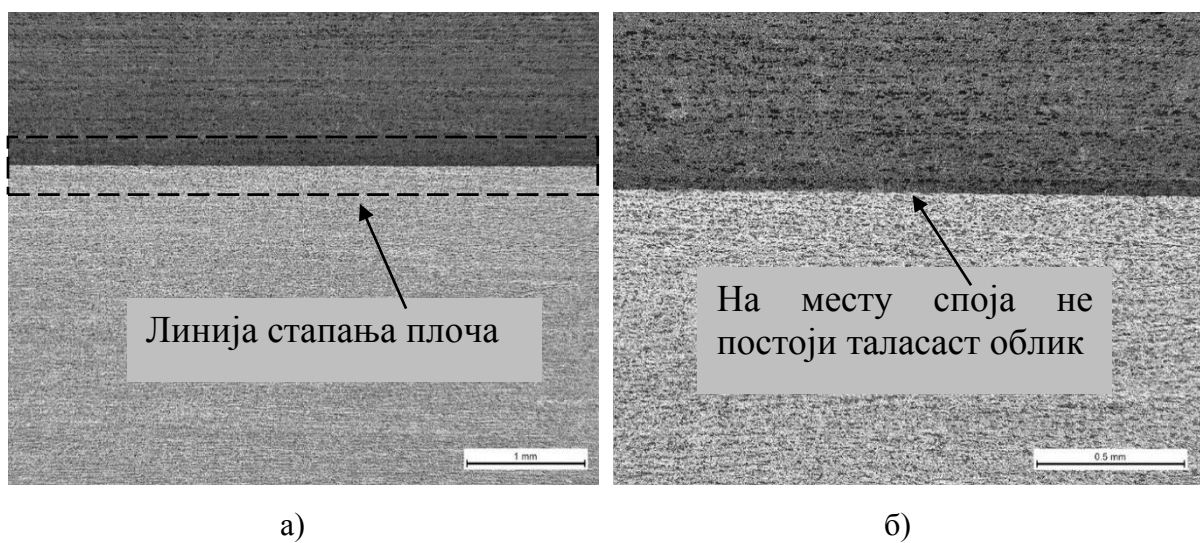 Линија стапања плоча
На месту споја не
постоји таласаст облик
1 mm
0.5 mm
а)
б)